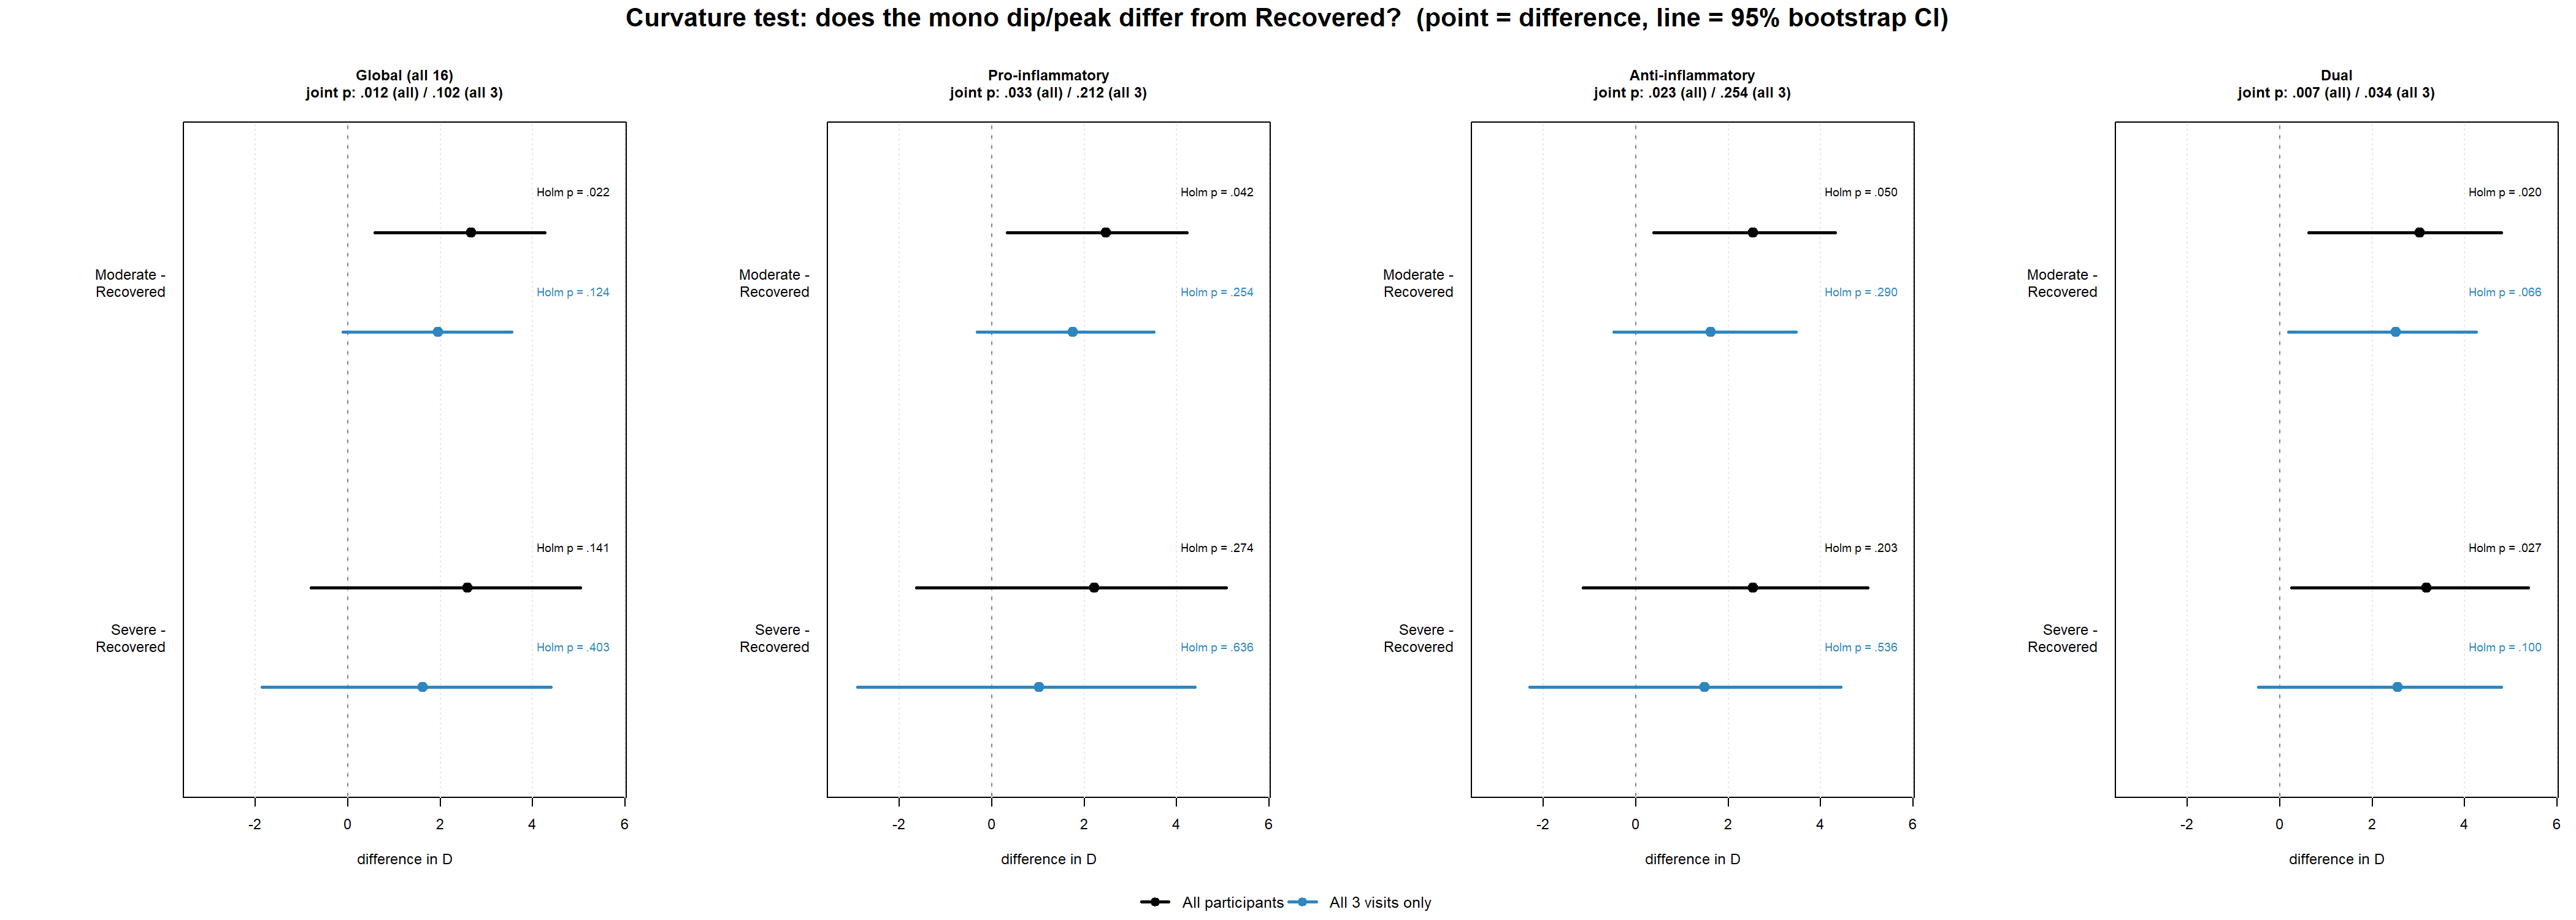 Curvature test: does the mono dip/peak differ from Recovered?  (point = difference, line = 95% bootstrap CI)
Global (all 16)
joint p: .012 (all) / .102 (all 3)
Holm p = .022
Moderate -
Recovered
Holm p = .124
Holm p = .141
Severe -
Recovered
Holm p = .403
-2 0 2 4 6
difference in D
Pro-inflammatory
joint p: .033 (all) / .212 (all 3)
Holm p = .042
Moderate -
Recovered
Holm p = .254
Holm p = .274
Severe -
Recovered
Holm p = .636
-2 0 2 4 6
difference in D
Anti-inflammatory
joint p: .023 (all) / .254 (all 3)
Holm p = .050
Moderate -
Recovered
Holm p = .290
Holm p = .203
Severe -
Recovered
Holm p = .536
-2 0 2 4 6
difference in D
Dual
joint p: .007 (all) / .034 (all 3)
Holm p = .020
Moderate -
Recovered
Holm p = .066
Holm p = .027
Severe -
Recovered
Holm p = .100
-2 0 2 4 6
difference in D
All participants All 3 visits only